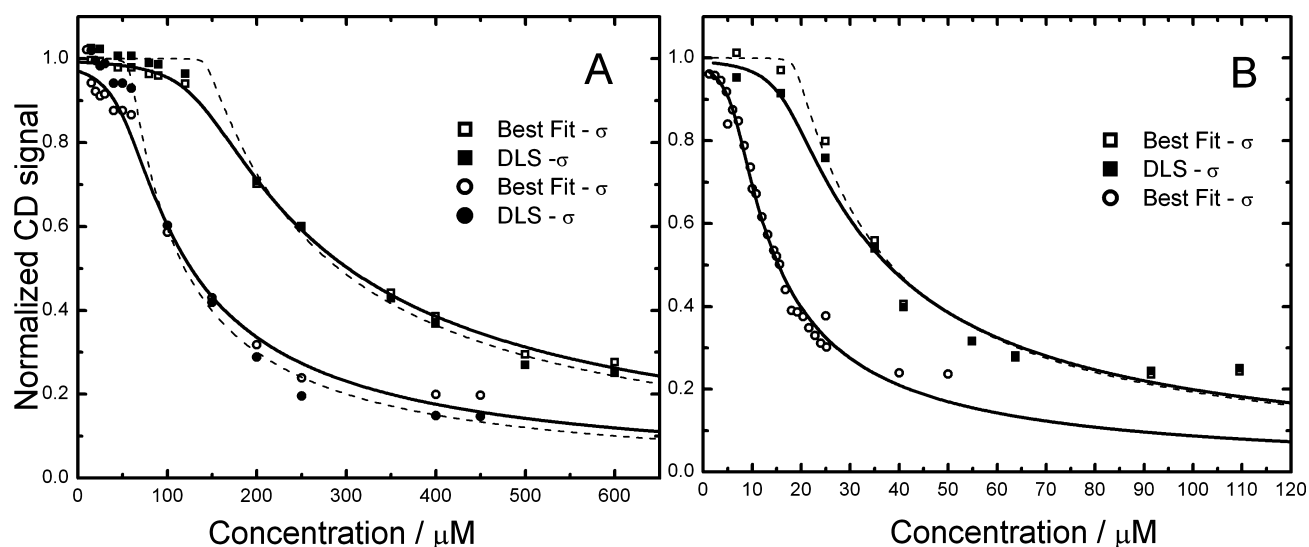 Normalized CD signal
1.0
0.8
0.6
0.4
0.2
0.0
A
Best Fit - σ
DLS -σ
Best Fit - σ
DLS - σ
0 100 200 300 400 500 600
Concentration / μM
1.0
0.8
0.6
0.4
0.2
0.0
B
Best Fit - σ
DLS - σ
Best Fit - σ
0 10 20 30 40 50 60 70 80 90 100 110 120
Concentration / μM